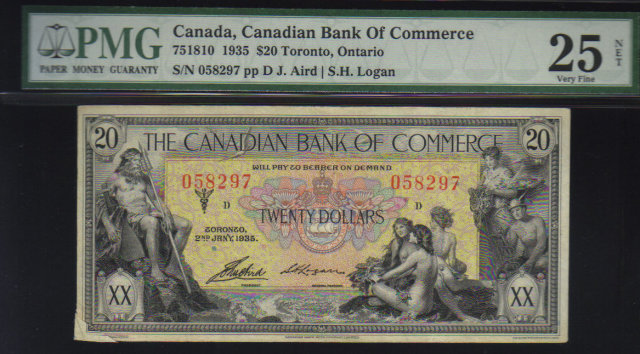 PMG
PAPER MONEY GUARANTY
Canada, Canadian Bank Of Commerce
751810 1935 $20 Toronto, Ontario
S/N 058297 pp D J. Aird | S.H. Logan
25 NET
Very Fine
20 20
THE CANADIAN BANK OF COMMERCE
WILL PAY TO BEARER ON DEMAND
058297 058297
D D
TWENTY DOLLARS
TORONTO,
2ND JANY. 1935.
XX XX